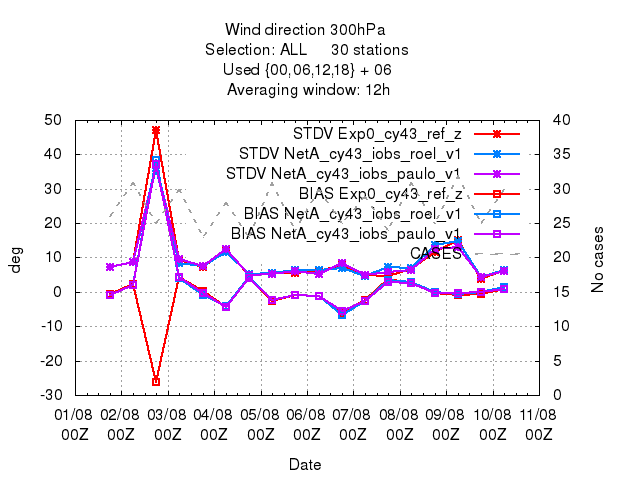 Wind direction 300hPa
Selection: ALL 30 stations
Used {00,06,12,18} + 06
Averaging window: 12h
50 40
STDV Exp0_cy43_ref_z
40 35
STDV NetA_cy43_iobs_roel_v1
STDV NetA_cy43_iobs_paulo_v1
30 30
BIAS Exp0_cy43_ref_z
BIAS NetA_cy43_iobs_roel_v1
20 25
BIAS NetA_cy43_iobs_paulo_v1
CASES
10 20
0 15
-10 10
-20 5
-30 0
deg
No cases
01/08 02/08 03/08 04/08 05/08 06/08 07/08 08/08 09/08 10/08 11/08
00Z 00Z 00Z 00Z 00Z 00Z 00Z 00Z 00Z 00Z 00Z
Date